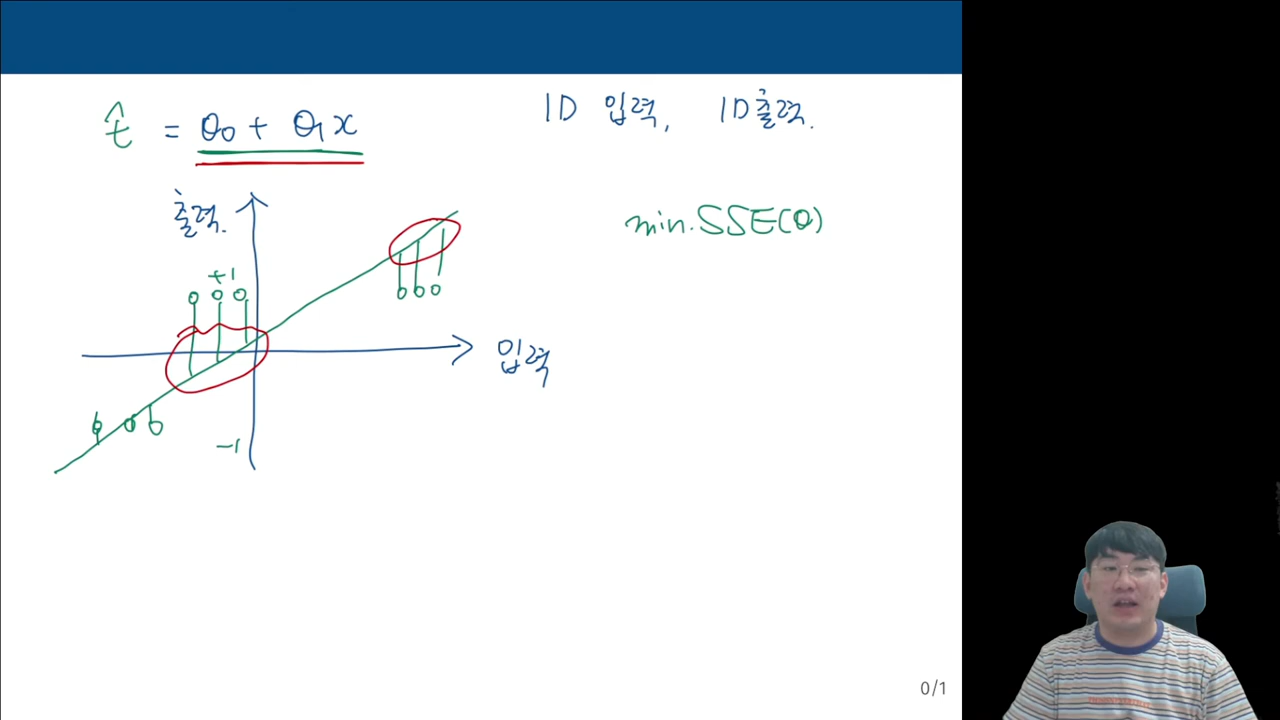 t̂ = θ₀ + θ₁x
1D 입력, 1D출력.
출력.
min.SSE(θ)
+1
입력
-1
0/1